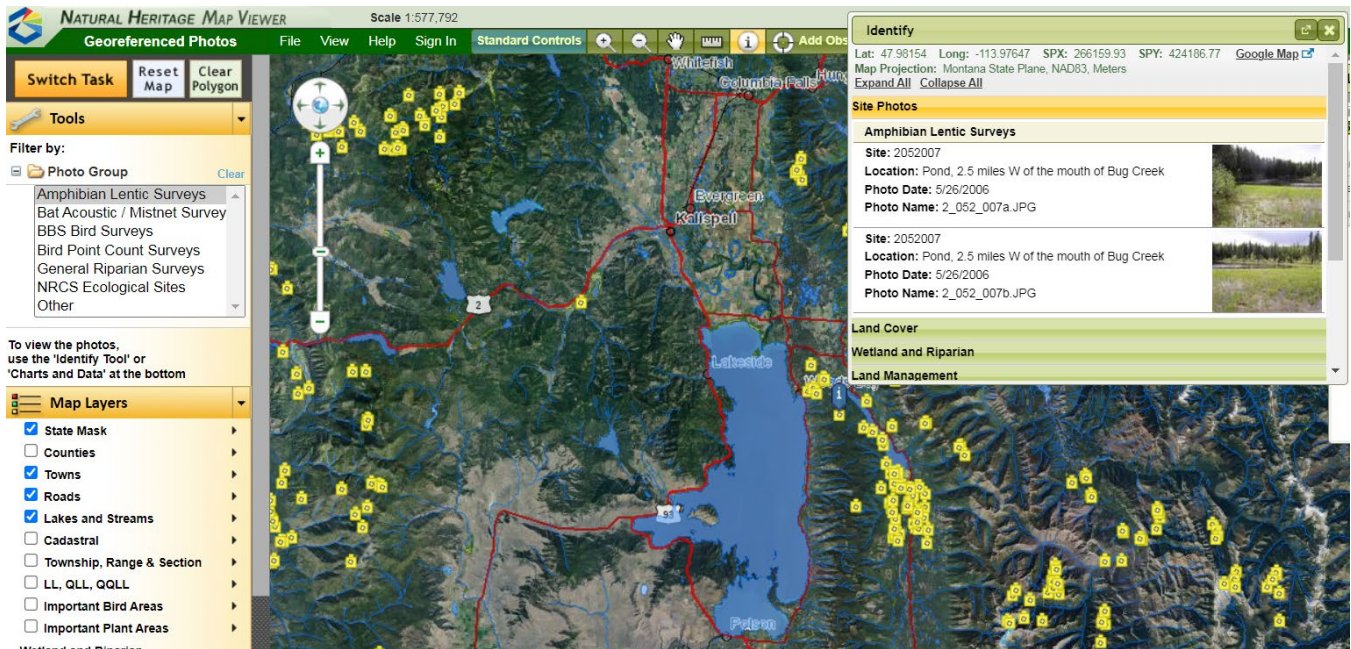 NATURAL HERITAGE MAP VIEWER
Scale 1:577,792
Georeferenced Photos
File View Help Sign In Standard Controls Add Obs
Switch Task
Reset Map
Clear Polygon
Tools
Filter by:
Photo Group Clear
Amphibian Lentic Surveys
Bat Acoustic / Mistnet Survey
BBS Bird Surveys
Bird Point Count Surveys
General Riparian Surveys
NRCS Ecological Sites
Other
To view the photos,
use the 'Identify Tool' or
'Charts and Data' at the bottom
Map Layers
State Mask
Counties
Towns
Roads
Lakes and Streams
Cadastral
Township, Range & Section
LL, QLL, QQLL
Important Bird Areas
Important Plant Areas
Wetland and Riparian
Whitefish
Columbia Falls
Hung
Evergreen
Kalispell
2
Lakeside
1
93
Polson
Identify
Lat: 47.98154 Long: -113.97647 SPX: 266159.93 SPY: 424186.77 Google Map
Map Projection: Montana State Plane, NAD83, Meters
Expand All Collapse All
Site Photos
Amphibian Lentic Surveys
Site: 2052007
Location: Pond, 2.5 miles W of the mouth of Bug Creek
Photo Date: 5/26/2006
Photo Name: 2_052_007a.JPG
Site: 2052007
Location: Pond, 2.5 miles W of the mouth of Bug Creek
Photo Date: 5/26/2006
Photo Name: 2_052_007b.JPG
Land Cover
Wetland and Riparian
Land Management